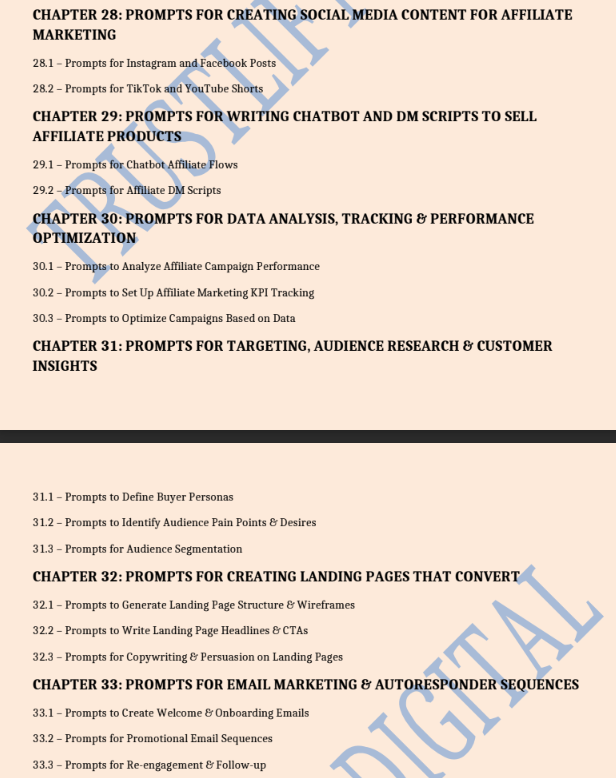 CHAPTER 28: PROMPTS FOR CREATING SOCIAL MEDIA CONTENT FOR AFFILIATE
MARKETING
28.1 – Prompts for Instagram and Facebook Posts
28.2 – Prompts for TikTok and YouTube Shorts
CHAPTER 29: PROMPTS FOR WRITING CHATBOT AND DM SCRIPTS TO SELL
AFFILIATE PRODUCTS
29.1 – Prompts for Chatbot Affiliate Flows
29.2 – Prompts for Affiliate DM Scripts
CHAPTER 30: PROMPTS FOR DATA ANALYSIS, TRACKING & PERFORMANCE
OPTIMIZATION
30.1 – Prompts to Analyze Affiliate Campaign Performance
30.2 – Prompts to Set Up Affiliate Marketing KPI Tracking
30.3 – Prompts to Optimize Campaigns Based on Data
CHAPTER 31: PROMPTS FOR TARGETING, AUDIENCE RESEARCH & CUSTOMER
INSIGHTS
TRUSTLIF
31.1 – Prompts to Define Buyer Personas
31.2 – Prompts to Identify Audience Pain Points & Desires
31.3 – Prompts for Audience Segmentation
CHAPTER 32: PROMPTS FOR CREATING LANDING PAGES THAT CONVERT
32.1 – Prompts to Generate Landing Page Structure & Wireframes
32.2 – Prompts to Write Landing Page Headlines & CTAs
32.3 – Prompts for Copywriting & Persuasion on Landing Pages
CHAPTER 33: PROMPTS FOR EMAIL MARKETING & AUTORESPONDER SEQUENCES
33.1 – Prompts to Create Welcome & Onboarding Emails
33.2 – Prompts for Promotional Email Sequences
33.3 – Prompts for Re-engagement & Follow-up
DIGITAL